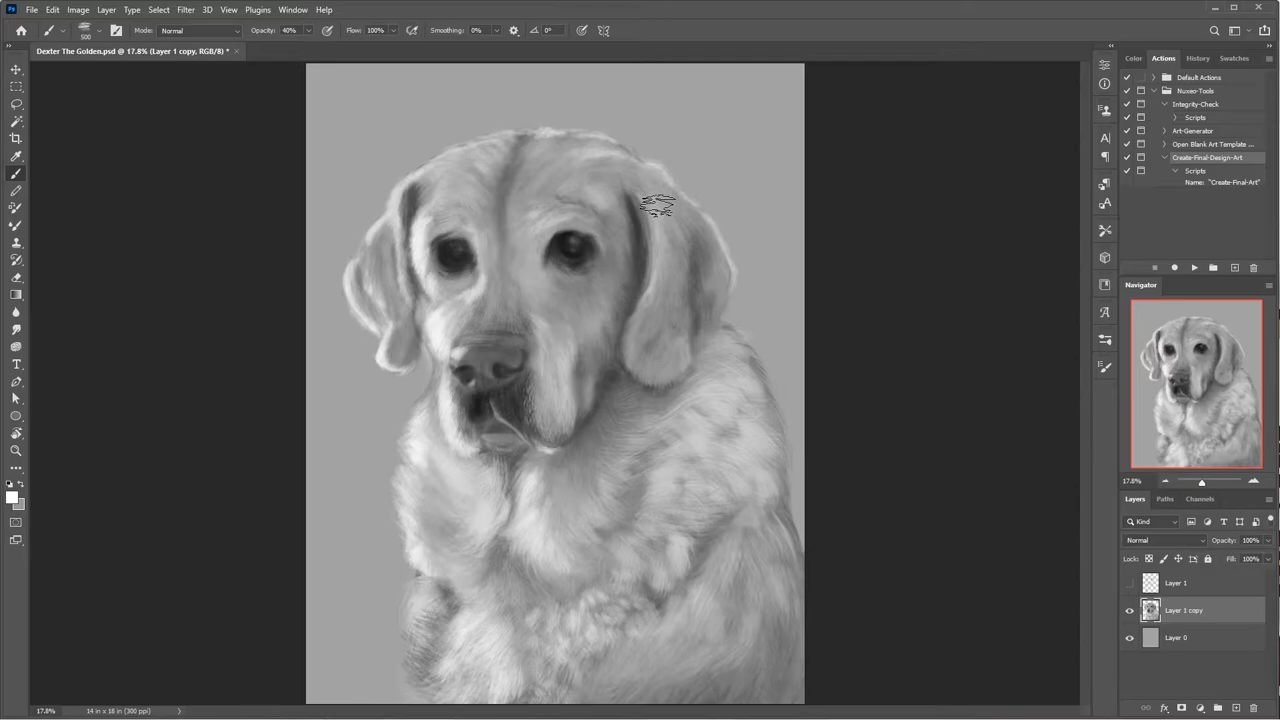 Ps File Edit Image Layer Type Select Filter 3D View Plugins Window Help
500 Mode: Normal Opacity: 40% Flow: 100% Smoothing: 0% 0°
Dexter The Golden.psd @ 17.8% (Layer 1 copy, RGB/8) * ×
Color Actions History Swatches
Default Actions
Nuxeo-Tools
Integrity-Check
Scripts
Art-Generator
Open Blank Art Template ...
Create-Final-Design-Art
Scripts
Name: "Create-Final-Art"
Navigator
17.8%
Layers Paths Channels
Kind
Normal Opacity: 100%
Lock: Fill: 100%
Layer 1
Layer 1 copy
Layer 0
17.8% 14 in x 18 in (300 ppi)